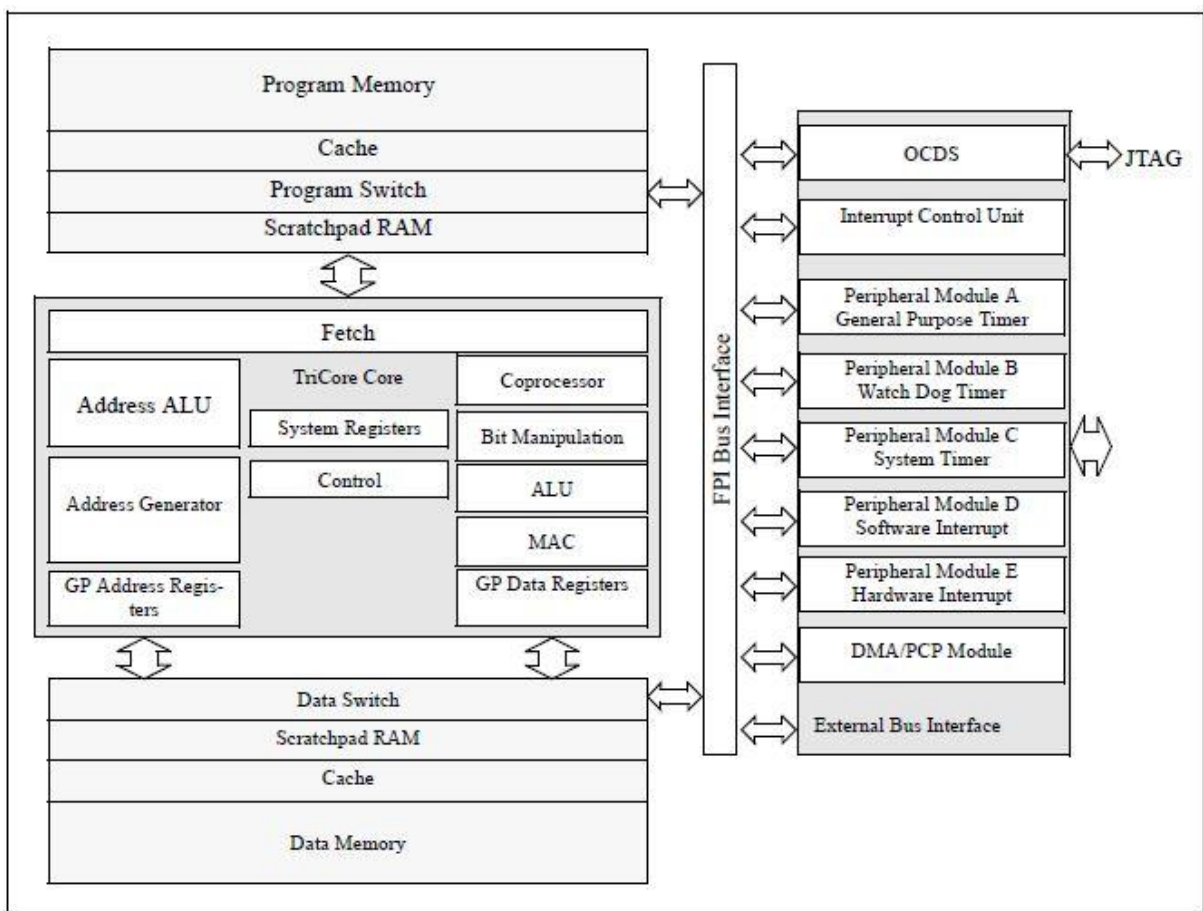 Program Memory
Cache
Program Switch
Scratchpad RAM
Fetch
Address ALU
Address Generator
GP Address Regis-
ters
TriCore Core
System Registers
Control
Coprocessor
Bit Manipulation
ALU
MAC
GP Data Registers
Data Switch
Scratchpad RAM
Cache
Data Memory
FPI Bus Interface
OCDS
JTAG
Interrupt Control Unit
Peripheral Module A
General Purpose Timer
Peripheral Module B
Watch Dog Timer
Peripheral Module C
System Timer
Peripheral Module D
Software Interrupt
Peripheral Module E
Hardware Interrupt
DMA/PCP Module
External Bus Interface